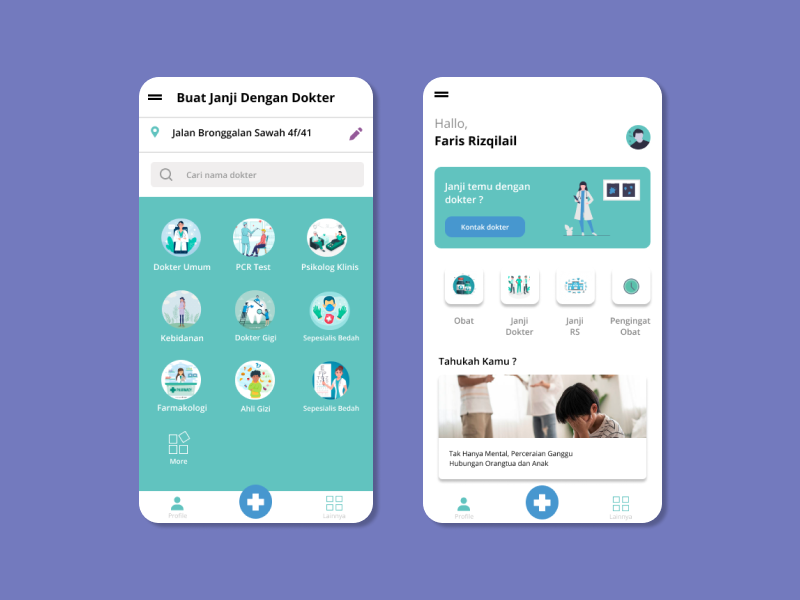 Buat Janji Dengan Dokter
Jalan Bronggalan Sawah 4f/41
Cari nama dokter
Dokter Umum
PCR Test
Psikolog Klinis
Kebidanan
Dokter Gigi
Sepesialis Bedah
Farmakologi
Ahli Gizi
Sepesialis Bedah
More
Profile
Lainnya
Hallo,
Faris Rizqilail
Janji temu dengan
dokter ?
Kontak dokter
Obat
Janji
Dokter
Janji
RS
Pengingat
Obat
Tahukah Kamu ?
Tak Hanya Mental, Perceraian Ganggu
Hubungan Orangtua dan Anak
Profile
Lainnya